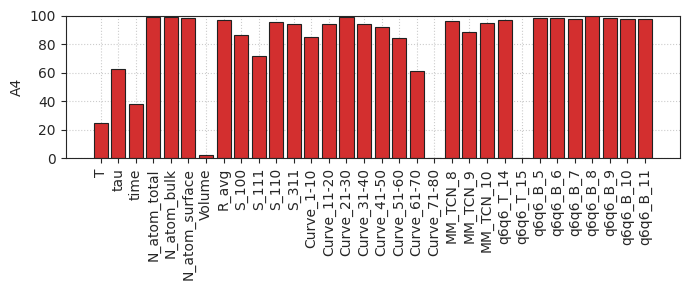 100
80
60
40
20
0
A4
T
tau
time
N_atom_total
N_atom_bulk
N_atom_surface
Volume
R_avg
S_100
S_111
S_110
S_311
Curve_1-10
Curve_11-20
Curve_21-30
Curve_31-40
Curve_41-50
Curve_51-60
Curve_61-70
Curve_71-80
MM_TCN_8
MM_TCN_9
MM_TCN_10
q6q6_T_14
q6q6_T_15
q6q6_B_5
q6q6_B_6
q6q6_B_7
q6q6_B_8
q6q6_B_9
q6q6_B_10
q6q6_B_11